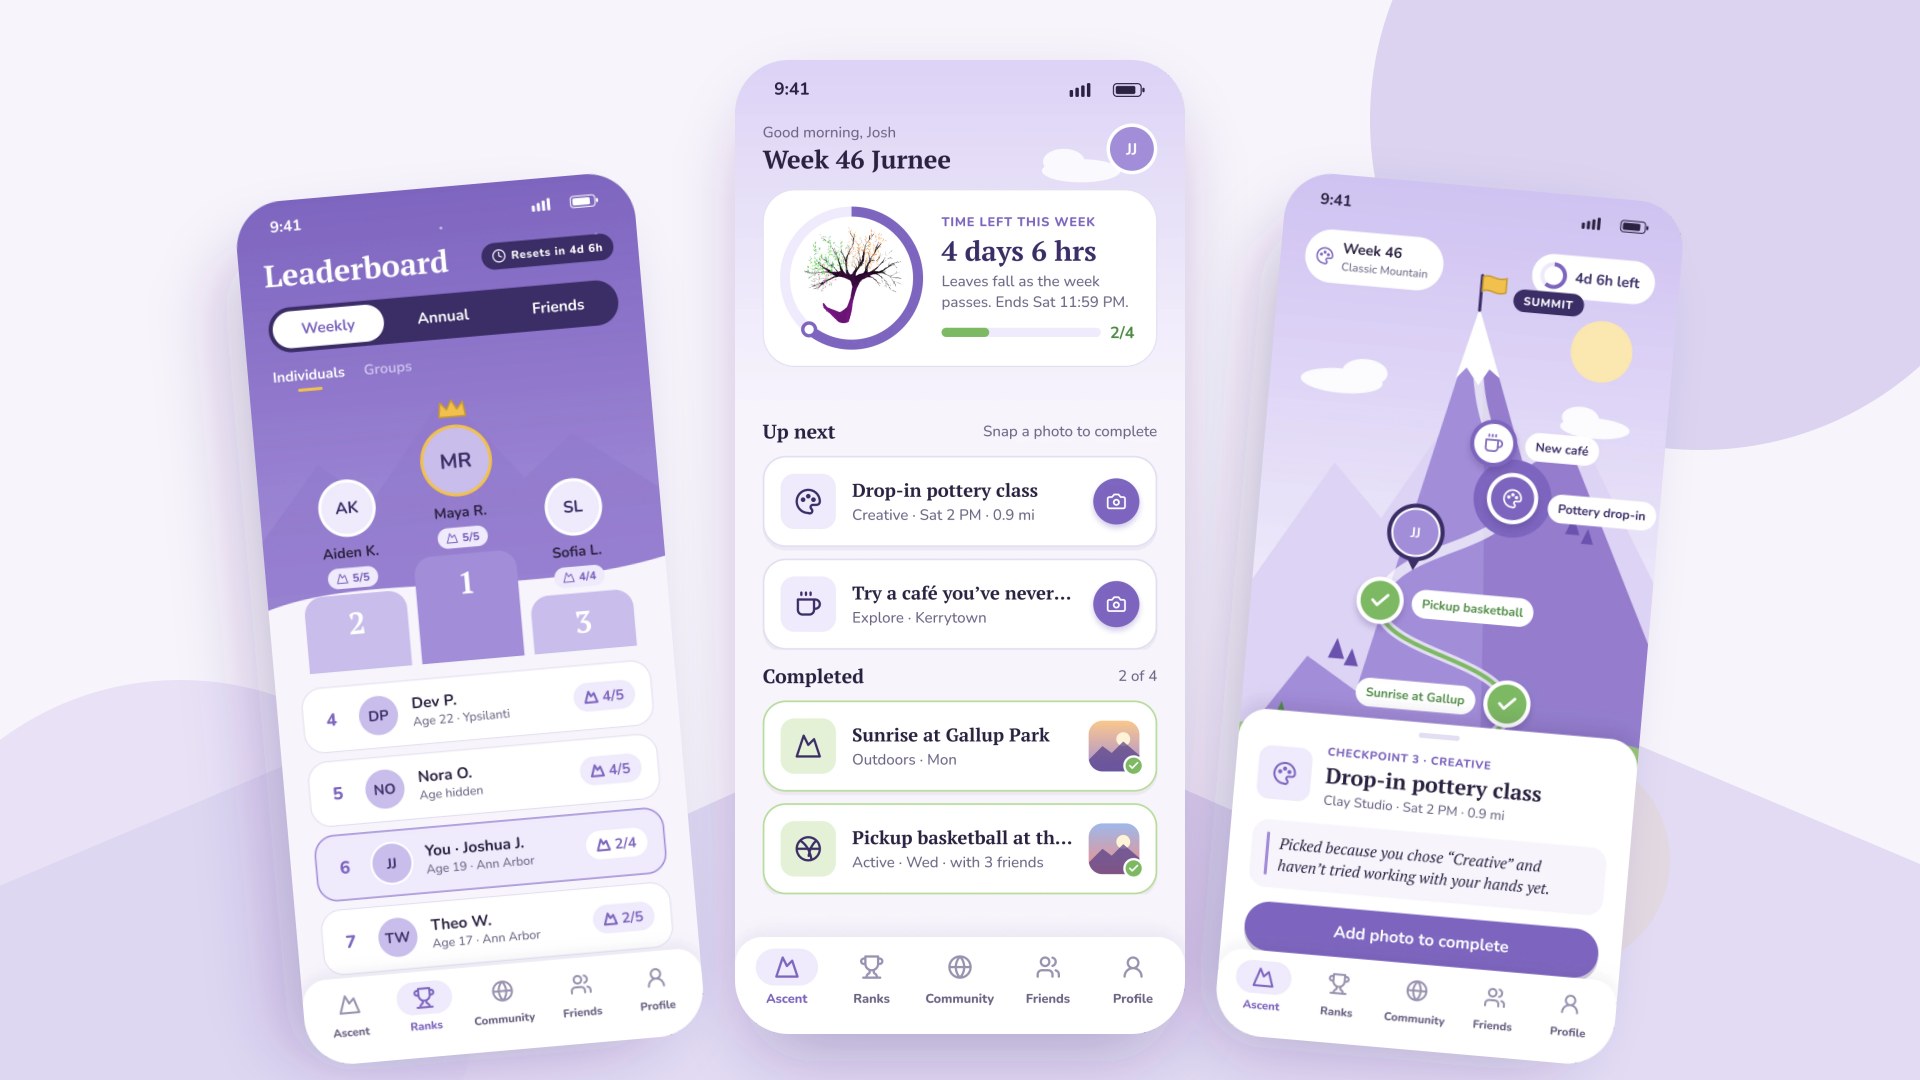 9:41
Leaderboard
Resets in 4d 6h
Weekly
Annual
Friends
Individuals
Groups
MR
Maya R.
5/5
AK
Aiden K.
5/5
SL
Sofia L.
4/4
1
2
3
4
DP
Dev P.
Age 22 · Ypsilanti
4/5
5
NO
Nora O.
Age hidden
4/5
6
JJ
You · Joshua J.
Age 19 · Ann Arbor
2/4
7
TW
Theo W.
Age 17 · Ann Arbor
2/5
Ascent
Ranks
Community
Friends
Profile
9:41
Good morning, Josh
Week 46 Jurnee
JJ
TIME LEFT THIS WEEK
4 days 6 hrs
Leaves fall as the week
passes. Ends Sat 11:59 PM.
2/4
Up next
Snap a photo to complete
Drop-in pottery class
Creative · Sat 2 PM · 0.9 mi
Try a café you’ve never…
Explore · Kerrytown
Completed
2 of 4
Sunrise at Gallup Park
Outdoors · Mon
Pickup basketball at th…
Active · Wed · with 3 friends
Ascent
Ranks
Community
Friends
Profile
9:41
Week 46
Classic Mountain
4d 6h left
SUMMIT
New café
Pottery drop-in
JJ
Pickup basketball
Sunrise at Gallup
CHECKPOINT 3 · CREATIVE
Drop-in pottery class
Clay Studio · Sat 2 PM · 0.9 mi
Picked because you chose “Creative” and
haven’t tried working with your hands yet.
Add photo to complete
Ascent
Ranks
Community
Friends
Profile